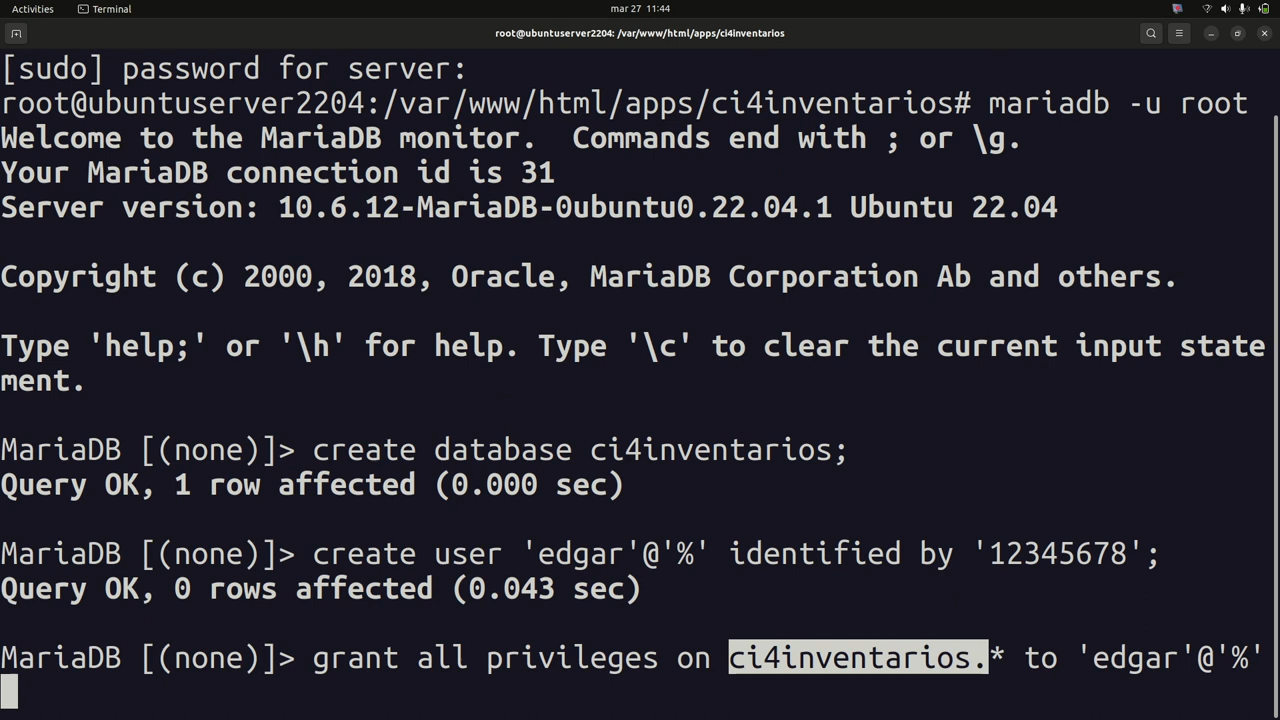 Activities
Terminal
mar 27 11:44
root@ubuntuserver2204: /var/www/html/apps/ci4inventarios
[sudo] password for server:
root@ubuntuserver2204:/var/www/html/apps/ci4inventarios# mariadb -u root
Welcome to the MariaDB monitor.  Commands end with ; or \g.
Your MariaDB connection id is 31
Server version: 10.6.12-MariaDB-0ubuntu0.22.04.1 Ubuntu 22.04
Copyright (c) 2000, 2018, Oracle, MariaDB Corporation Ab and others.
Type 'help;' or '\h' for help. Type '\c' to clear the current input state
ment.
MariaDB [(none)]> create database ci4inventarios;
Query OK, 1 row affected (0.000 sec)
MariaDB [(none)]> create user 'edgar'@'%' identified by '12345678';
Query OK, 0 rows affected (0.043 sec)
MariaDB [(none)]> grant all privileges on ci4inventarios.* to 'edgar'@'%'